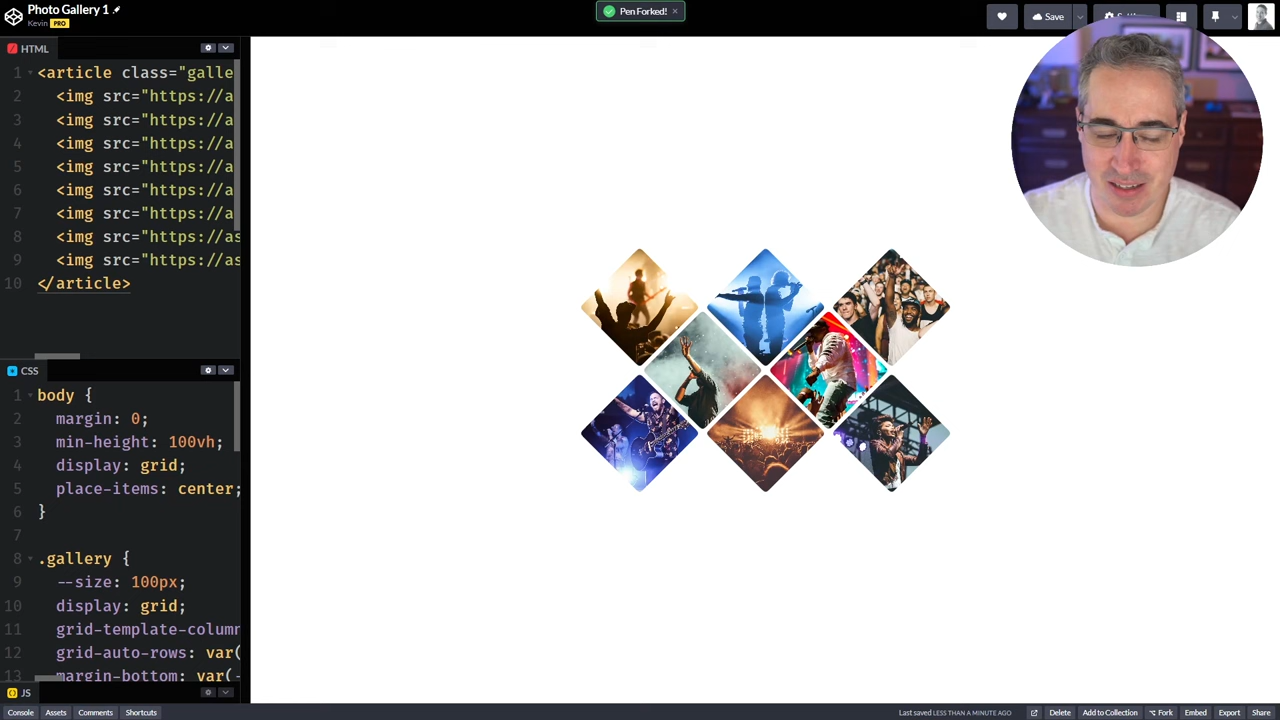 Photo Gallery 1
Kevin PRO
Pen Forked! ×
Save
HTML
1 <article class="galle
2 <img src="https://a
3 <img src="https://a
4 <img src="https://a
5 <img src="https://a
6 <img src="https://a
7 <img src="https://a
8 <img src="https://as
9 <img src="https://as
10 </article>
CSS
1 body {
2 margin: 0;
3 min-height: 100vh;
4 display: grid;
5 place-items: center;
6 }
7
8 .gallery {
9 --size: 100px;
10 display: grid;
11 grid-template-column
12 grid-auto-rows: var(
13 margin-bottom: var(-
JS
Console Assets Comments Shortcuts
Last saved LESS THAN A MINUTE AGO Delete Add to Collection Fork Embed Export Share